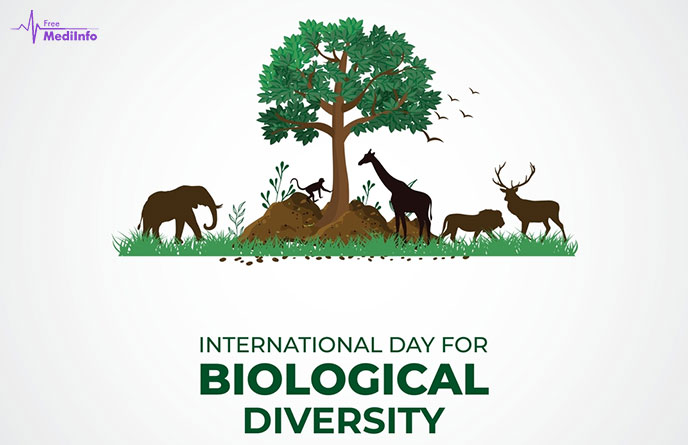 Free
MediInfo
INTERNATIONAL DAY FOR
BIOLOGICAL
DIVERSITY